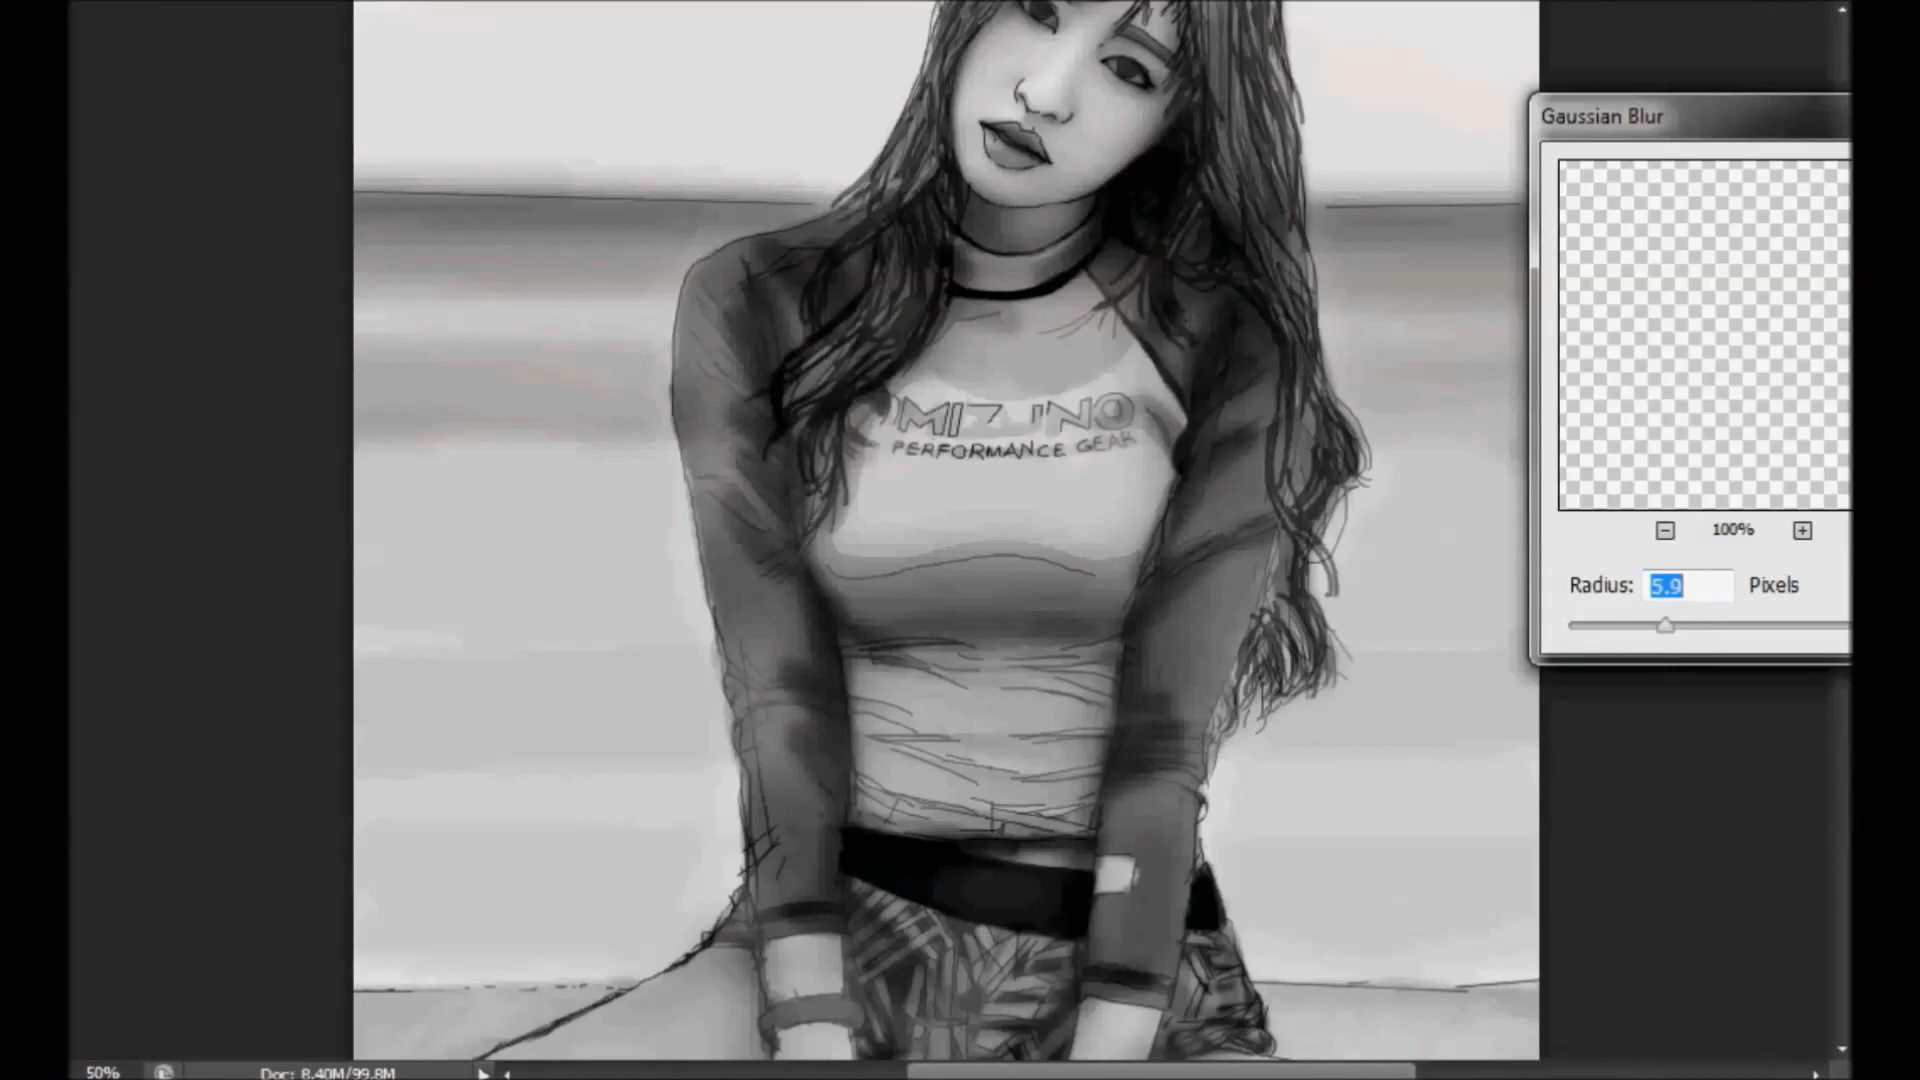 Gaussian Blur
MIZUNO
PERFORMANCE GEAR
100%
Radius: 5.9 Pixels
50%
Doc: 8.40M/99.8M